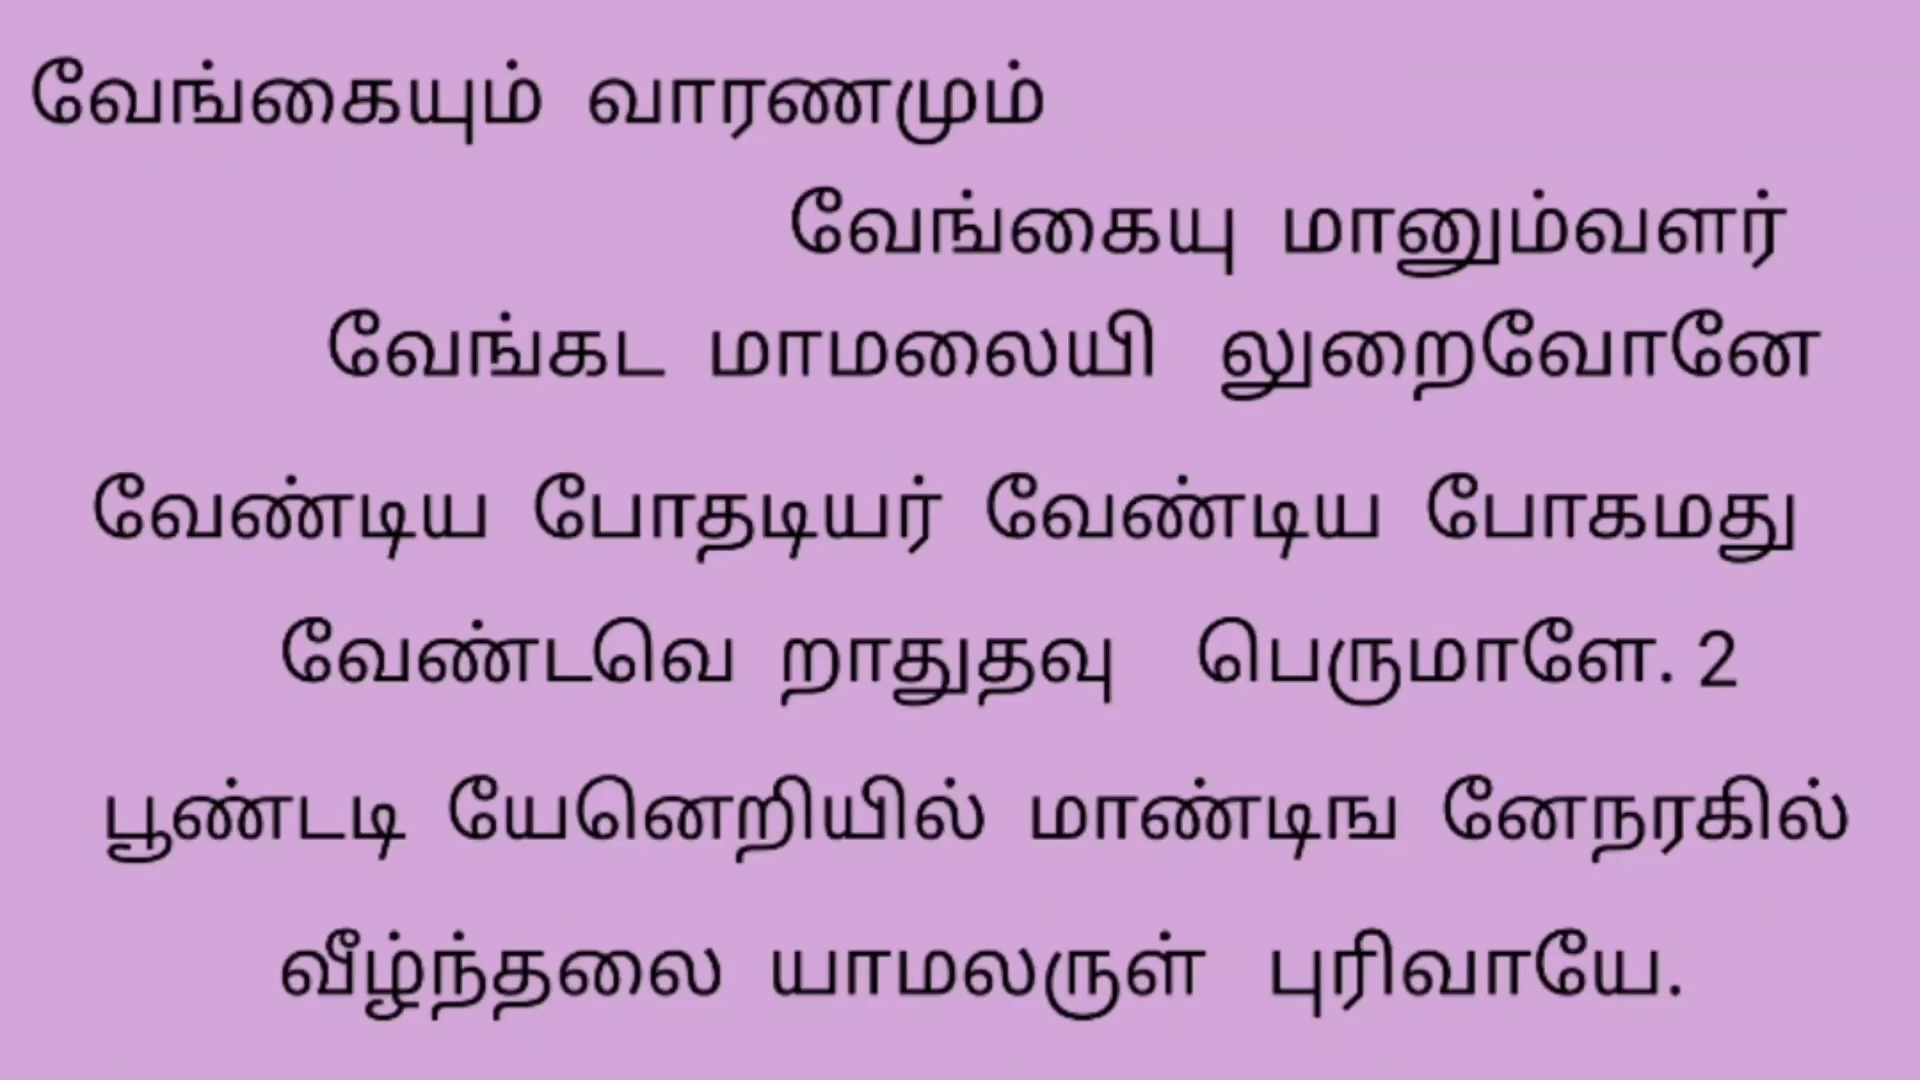 வேங்கையும் வாரணமும்
வேங்கையு மானும்வளர்
வேங்கட மாமலையி லுறைவோனே
வேண்டிய போதடியர் வேண்டிய போகமது
வேண்டவெ றாதுதவு பெருமாளே. 2
பூண்டடி யேனெறியில் மாண்டிங னேநரகில்
வீழ்ந்தலை யாமலருள் புரிவாயே.